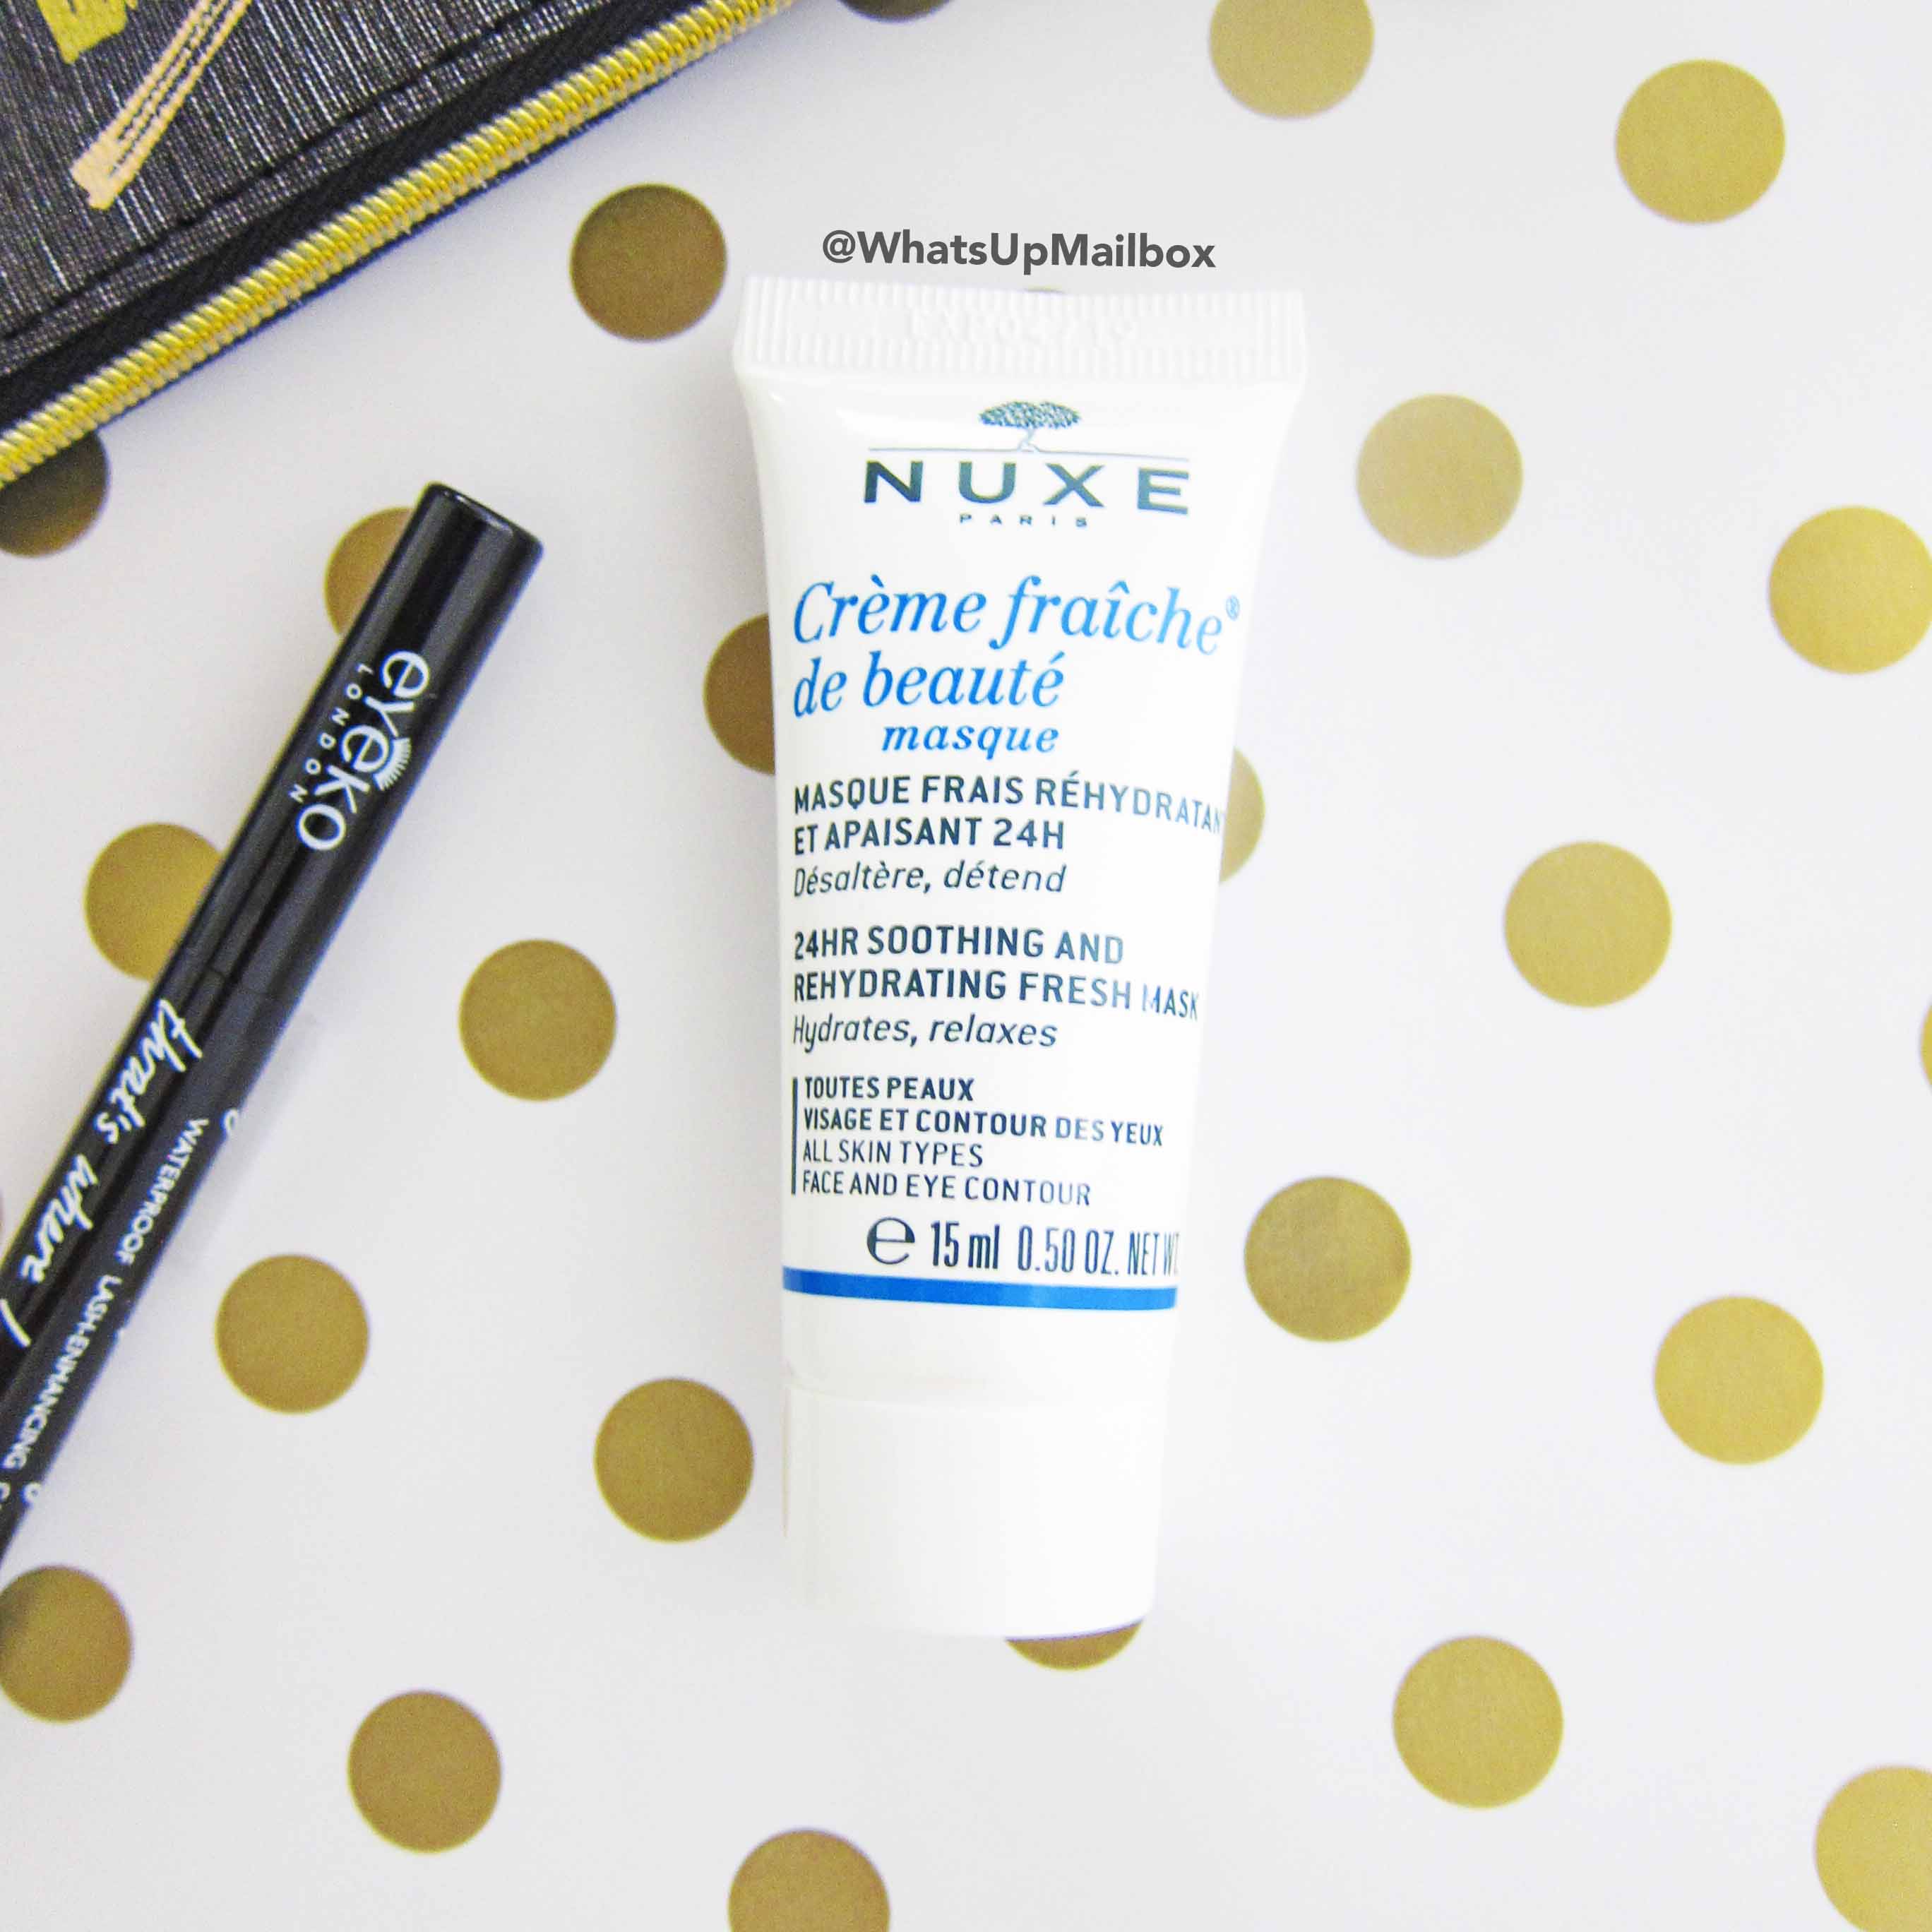 @WhatsUpMailbox
NUXE
PARIS
Crème fraîche®
de beauté
masque
MASQUE FRAIS RÉHYDRATAN
ET APAISANT 24H
Désaltère, détend
24HR SOOTHING AND
REHYDRATING FRESH MASK
Hydrates, relaxes
TOUTES PEAUX
VISAGE ET CONTOUR DES YEUX
ALL SKIN TYPES
FACE AND EYE CONTOUR
e 15 ml 0.50 OZ. NET WT.
eyeko
LONDON
that's where
WATERPROOF LASH-ENHANCING